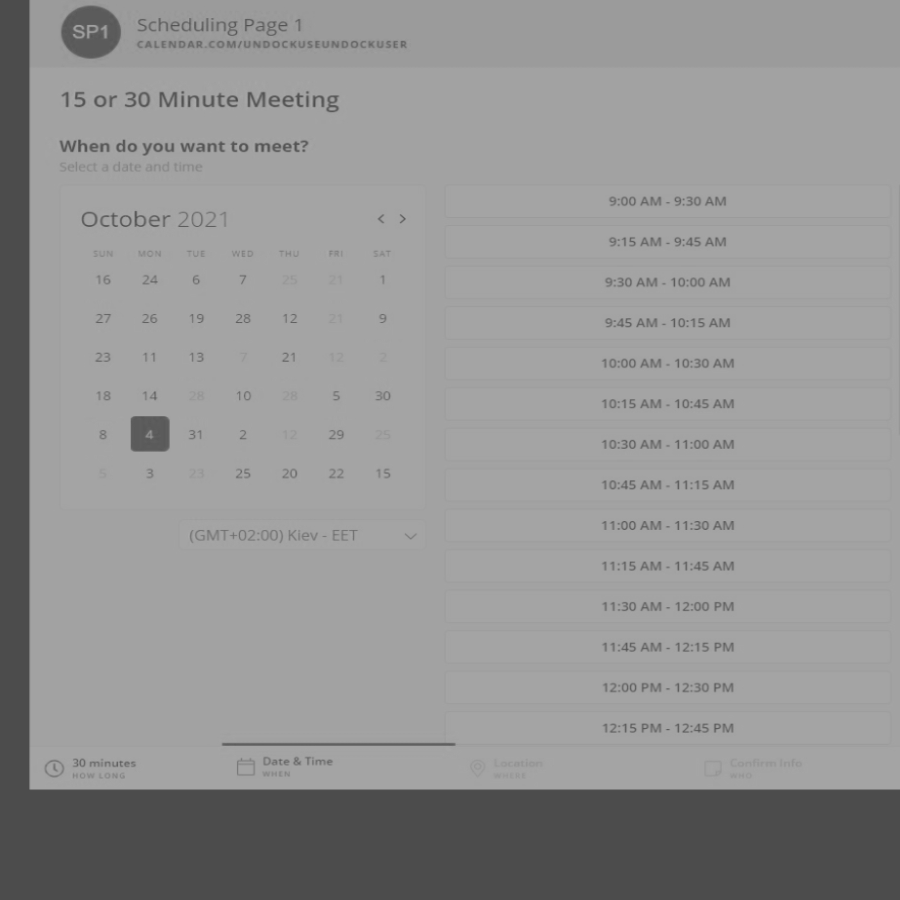 SP1
Scheduling Page 1
CALENDAR.COM/UNDOCKUSEUNDOCKUSER
15 or 30 Minute Meeting
When do you want to meet?
Select a date and time
October 2021
< >
SUN MON TUE WED THU FRI SAT
16 24 6 7 25 21 1
27 26 19 28 12 21 9
23 11 13 7 21 12 2
18 14 28 10 28 5 30
8 4 31 2 12 29 25
5 3 23 25 20 22 15
(GMT+02:00) Kiev - EET
9:00 AM - 9:30 AM
9:15 AM - 9:45 AM
9:30 AM - 10:00 AM
9:45 AM - 10:15 AM
10:00 AM - 10:30 AM
10:15 AM - 10:45 AM
10:30 AM - 11:00 AM
10:45 AM - 11:15 AM
11:00 AM - 11:30 AM
11:15 AM - 11:45 AM
11:30 AM - 12:00 PM
11:45 AM - 12:15 PM
12:00 PM - 12:30 PM
12:15 PM - 12:45 PM
30 minutes
HOW LONG
Date & Time
WHEN
Location
WHERE
Confirm Info
WHO